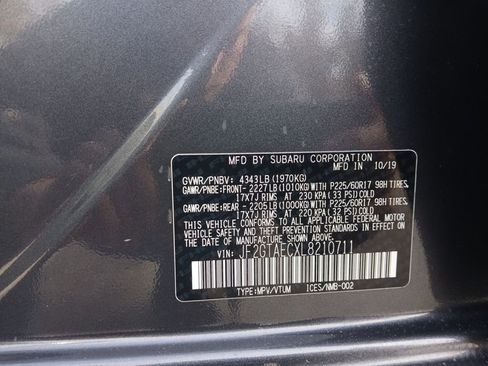 MFD BY SUBARU CORPORATION 10/19
GVWR/PNBV: 4343LB (1970KG)
GAWR/PNBE:FRONT- 2227LB(1010KG)WITH P225/60R17 98H TIRES,
17X7J RIMS AT 230 KPA(33 PSI)COLD
GAWR/PNBE:REAR - 2205LB(1000KG)WITH P225/60R17 98H TIRES,
17X7J RIMS AT 220 KPA(32 PSI)COLD
THIS VEHICLE CONFORMS TO ALL APPLICABLE FEDERAL MOTOR
VEHICLE SAFETY AND THEFT PREVENTION STANDARDS IN EFFECT
ON THE DATE OF MANUFACTURE SHOWN ABOVE.
VIN: JF2GTAECXL8210711
TYPE:MPV/VTUM ICES/NMB-002